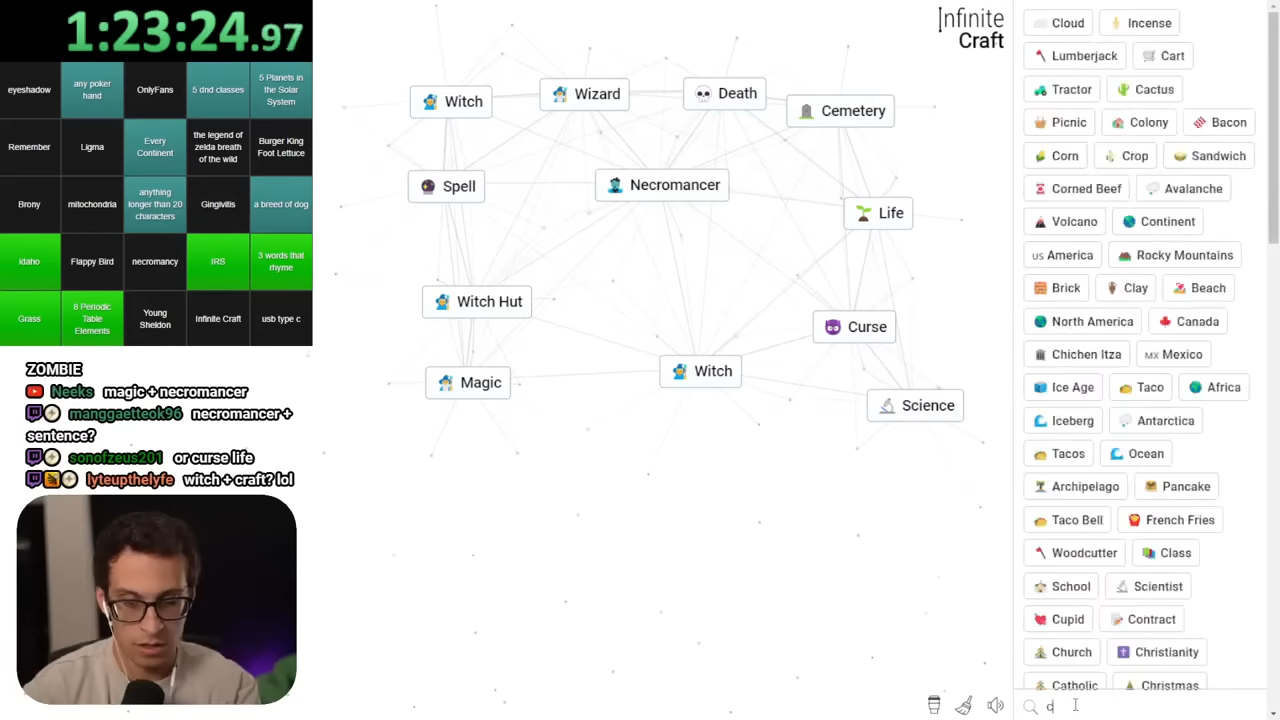 1:23:24.97
eyeshadow
any poker
hand
OnlyFans
5 dnd classes
5 Planets in
the Solar
System
Remember
Ligma
Every
Continent
the legend of
zelda breath
of the wild
Burger King
Foot Lettuce
Brony
mitochondria
anything
longer than 20
characters
Gingivitis
a breed of dog
idaho
Flappy Bird
necromancy
IRS
3 words that
rhyme
Grass
8 Periodic
Table
Elements
Young
Sheldon
Infinite Craft
usb type c
ZOMBIE
Neeks magic + necromancer
manggaetteok96 necromancer +
sentence?
sonofzeus201 or curse life
lyteupthelyfe witch + craft? lol
Infinite
Craft
Witch
Wizard
Death
Cemetery
Spell
Necromancer
Life
Witch Hut
Curse
Magic
Witch
Science
Cloud Incense
Lumberjack Cart
Tractor Cactus
Picnic Colony Bacon
Corn Crop Sandwich
Corned Beef Avalanche
Volcano Continent
US America Rocky Mountains
Brick Clay Beach
North America Canada
Chichen Itza MX Mexico
Ice Age Taco Africa
Iceberg Antarctica
Tacos Ocean
Archipelago Pancake
Taco Bell French Fries
Woodcutter Class
School Scientist
Cupid Contract
Church Christianity
Catholic Christmas